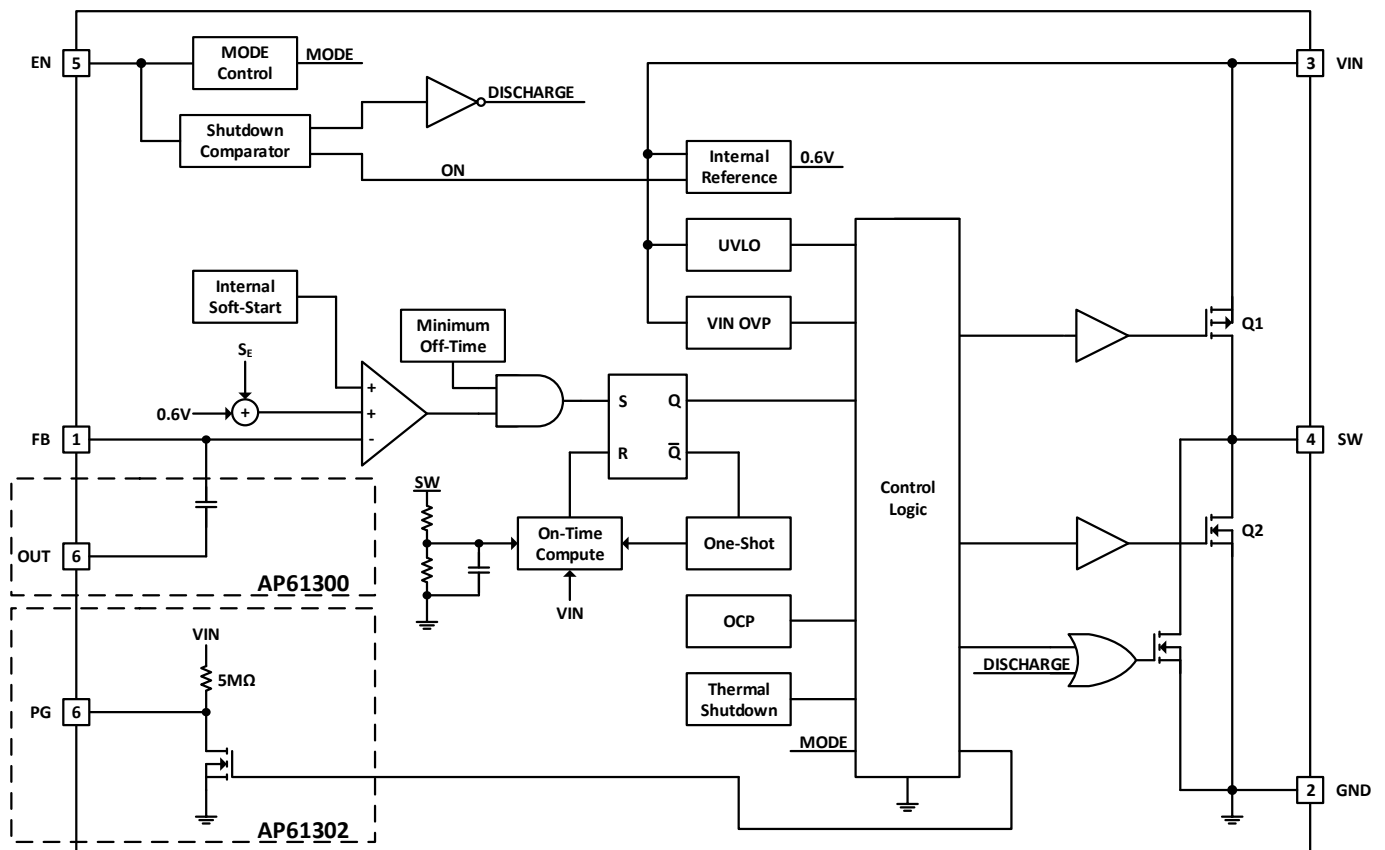 EN
5
MODE
Control
MODE
3
VIN
DISCHARGE
Shutdown
Comparator
ON
Internal
Reference
0.6V
UVLO
Internal
Soft-Start
VIN OVP
Minimum
Off-Time
Q1
SE
+
0.6V
+
+
-
S
Q
R
Q̅
FB
1
4
SW
SW
Control
Logic
On-Time
Compute
One-Shot
Q2
OUT
6
AP61300
VIN
OCP
VIN
5MΩ
DISCHARGE
PG
6
Thermal
Shutdown
MODE
2
GND
AP61302